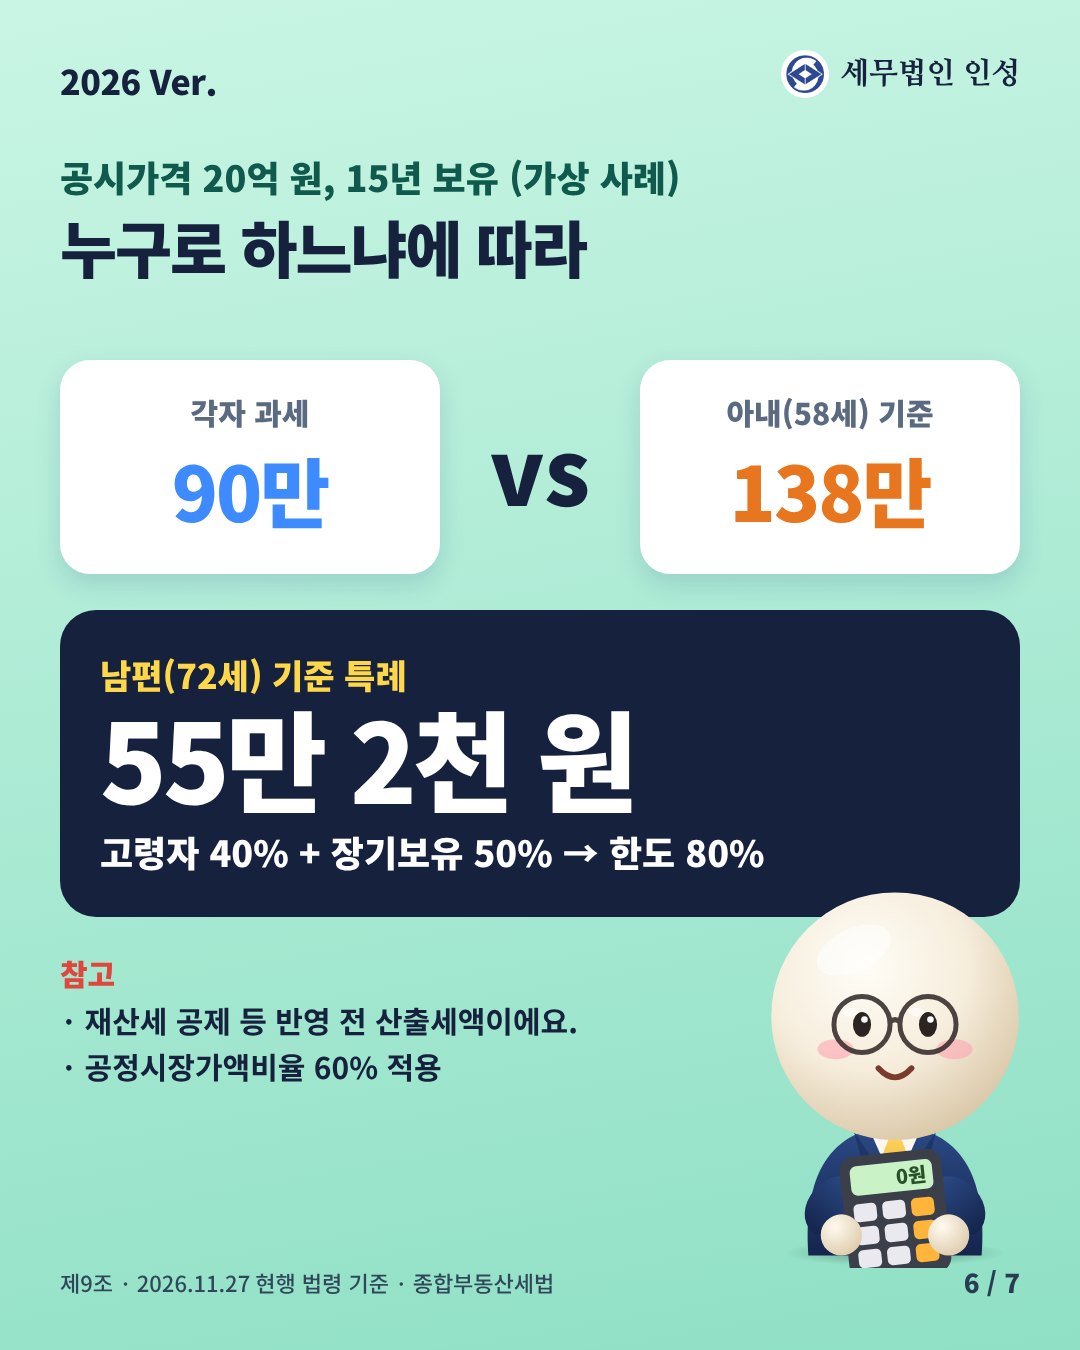 2026 Ver.
세무법인 인성
공시가격 20억 원, 15년 보유 (가상 사례)
누구로 하느냐에 따라
각자 과세
90만
VS
아내(58세) 기준
138만
남편(72세) 기준 특례
55만 2천 원
고령자 40% + 장기보유 50% → 한도 80%
참고
· 재산세 공제 등 반영 전 산출세액이에요.
· 공정시장가액비율 60% 적용
0원
제9조 · 2026.11.27 현행 법령 기준 · 종합부동산세법
6 / 7